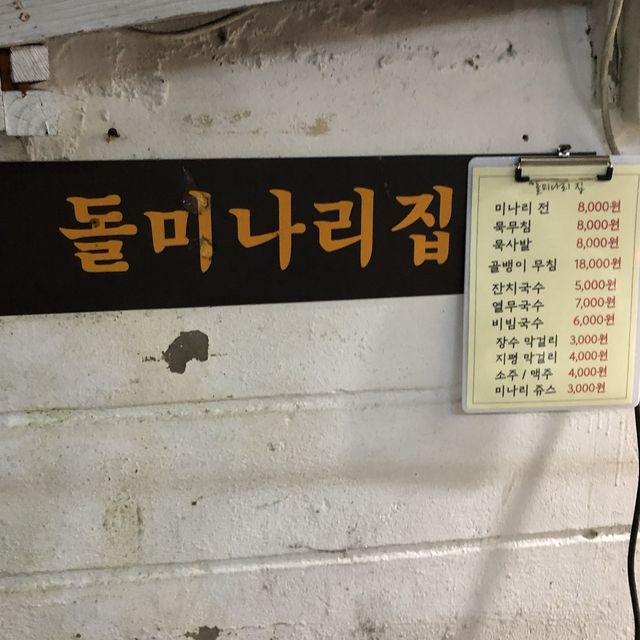 돌미나리집
돌미나리 집
미나리 전 8,000원
묵무침 8,000원
묵사발 8,000원
골뱅이 무침 18,000원
잔치국수 5,000원
열무국수 7,000원
비빔국수 6,000원
장수 막걸리 3,000원
지평 막걸리 4,000원
소주 / 맥주 4,000원
미나리 쥬스 3,000원